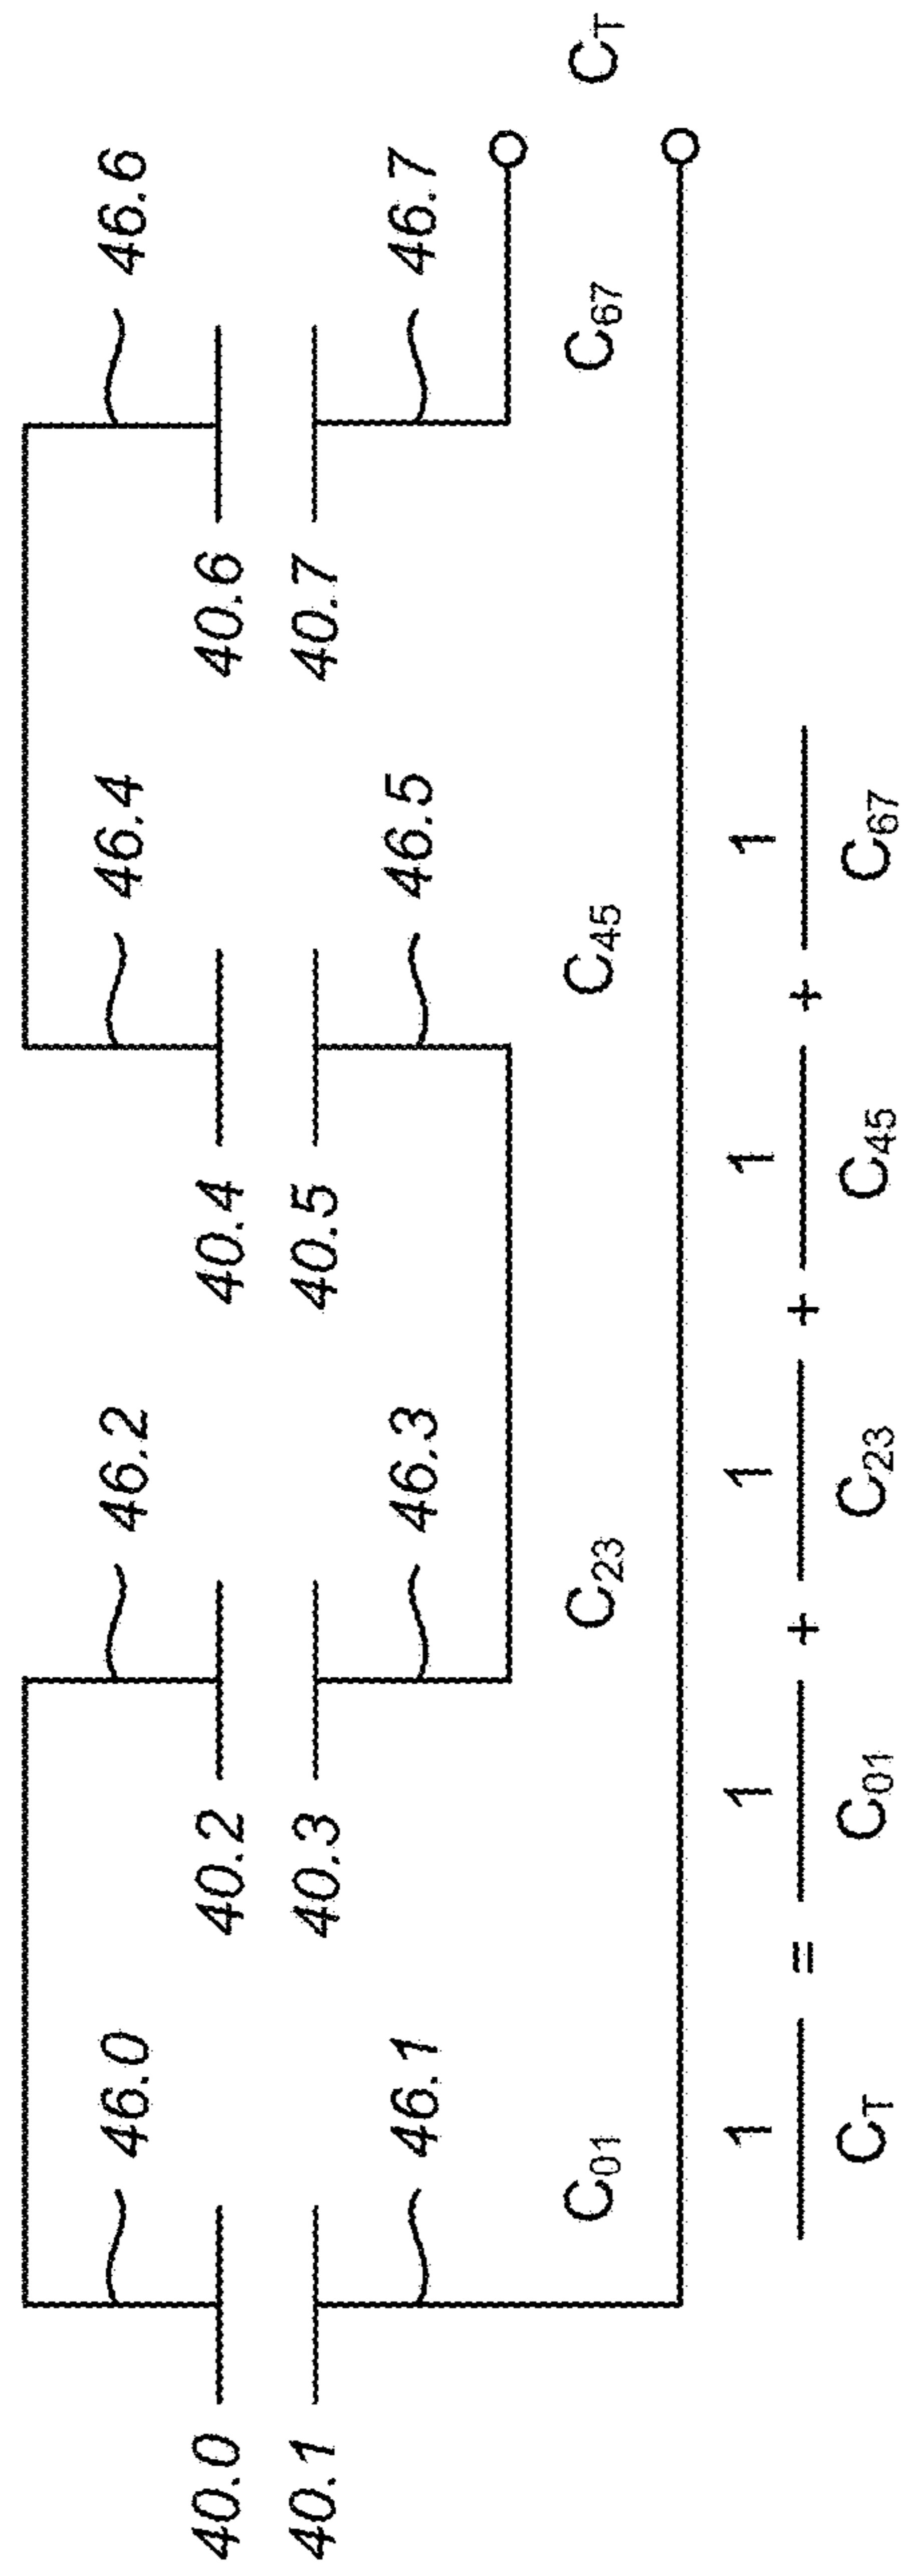 46.0 46.2 46.4 46.6
40.0 40.2 40.4 40.6
40.1 40.3 40.5 40.7
46.1 46.3 46.5 46.7
C₀₁ C₂₃ C₄₅ C₆₇ C_T
1 1 1 1 1
= + + +
C_T C₀₁ C₂₃ C₄₅ C₆₇